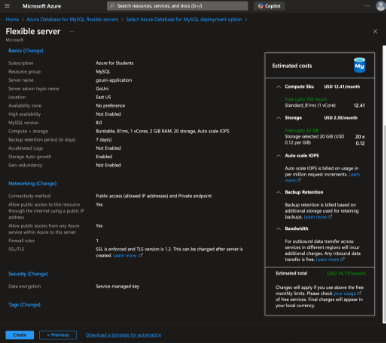 Microsoft Azure
Search resources, services, and docs (G+/)
Copilot
Home > Azure Database for MySQL flexible servers > Select Azure Database for MySQL deployment option >
Flexible server
Microsoft
Basics (Change)
Subscription Azure for Students
Resource group MySQL
Server name
Server admin login name
Location East US
Availability zone No preference
High availability Not Enabled
MySQL version 8.0
Compute + storage Burstable, B1ms, 1 vCores, 2 GiB RAM, 20 storage, Auto scale IOPS
Backup retention period (in days) 7 day(s)
Accelerated Logs Not Enabled
Storage Auto-growth Enabled
Geo-redundancy Not Enabled
Networking (Change)
Connectivity method Public access (allowed IP addresses) and Private endpoint
Allow public access to this resource Yes
through the internet using a public IP
address
Allow public access from any Azure Yes
service within Azure to this server
Firewall rules 1
SSL/TLS SSL is enforced and TLS version is 1.2. This can be changed after server is
created. Learn more
Security (Change)
Data encryption Service-managed key
Tags (Change)
Create
< Previous
Download a template for automation
Estimated costs
My
Compute Sku USD 12.41/month
Free upto 750 hours
Standard_B1ms (1 vCore) 12.41
Storage USD 2.30/month
Free upto 32 GB
Storage selected 20 GiB (USD 20 x
0.12 per GiB) 0.12
Auto scale IOPS
Auto scale IOPS is billed on usage in
per million request increments. Learn
more
Backup Retention
Backup retention is billed based on
additional storage used for retaining
backups. Learn more
Bandwidth
For outbound data transfer across
services in different regions will incur
additional charges. Any inbound data
transfer is free. Learn more
Estimated total
Charges will apply if you use above the free
monthly limits. Please check your usage
of free services. Final charges will appear in
your local currency.